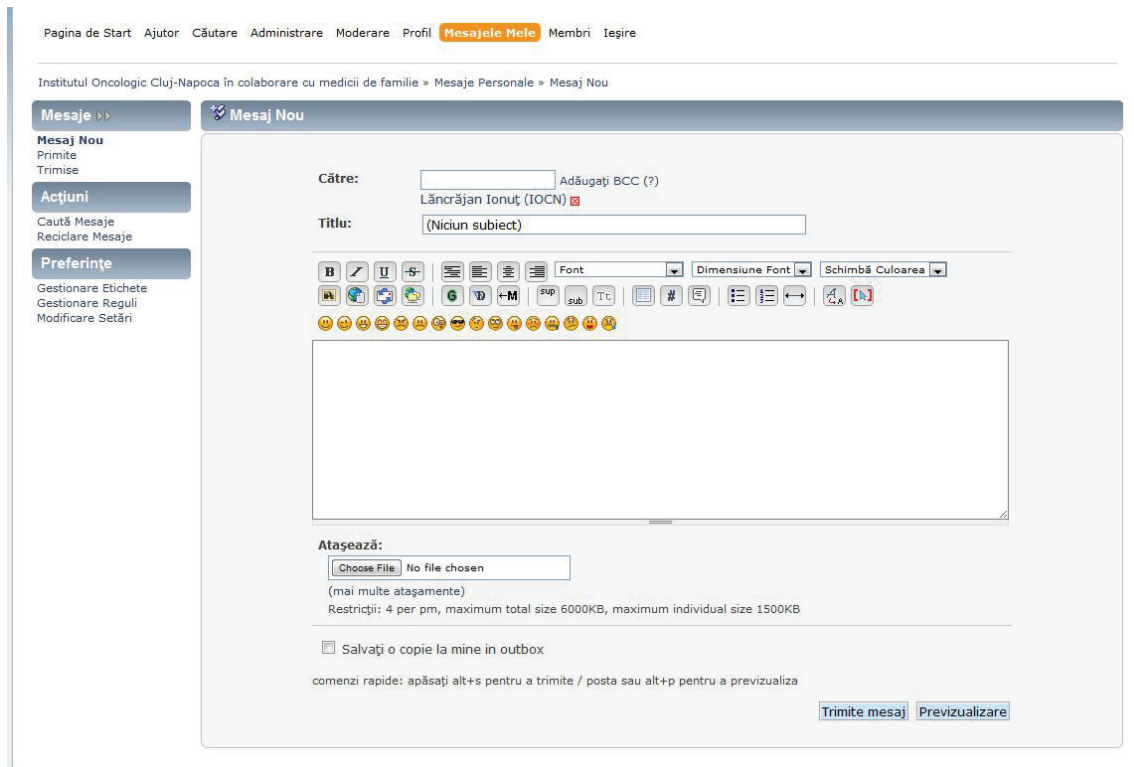 Pagina de Start Ajutor Căutare Administrare Moderare Profil Mesajele Mele Membri Ieşire
Institutul Oncologic Cluj-Napoca în colaborare cu medicii de familie » Mesaje Personale » Mesaj Nou
Mesaje
Mesaj Nou
Primite
Trimise
Acţiuni
Caută Mesaje
Reciclare Mesaje
Preferinţe
Gestionare Etichete
Gestionare Reguli
Modificare Setări
Mesaj Nou
Către: Adăugaţi BCC (?)
Lăncrăjan Ionuţ (IOCN)
Titlu: (Niciun subiect)
B I U S Font Dimensiune Font Schimbă Culoarea
G D M sup sub Tt #
Ataşează:
Choose File No file chosen
(mai multe ataşamente)
Restricţii: 4 per pm, maximum total size 6000KB, maximum individual size 1500KB
Salvaţi o copie la mine in outbox
comenzi rapide: apăsaţi alt+s pentru a trimite / posta sau alt+p pentru a previzualiza
Trimite mesaj Previzualizare